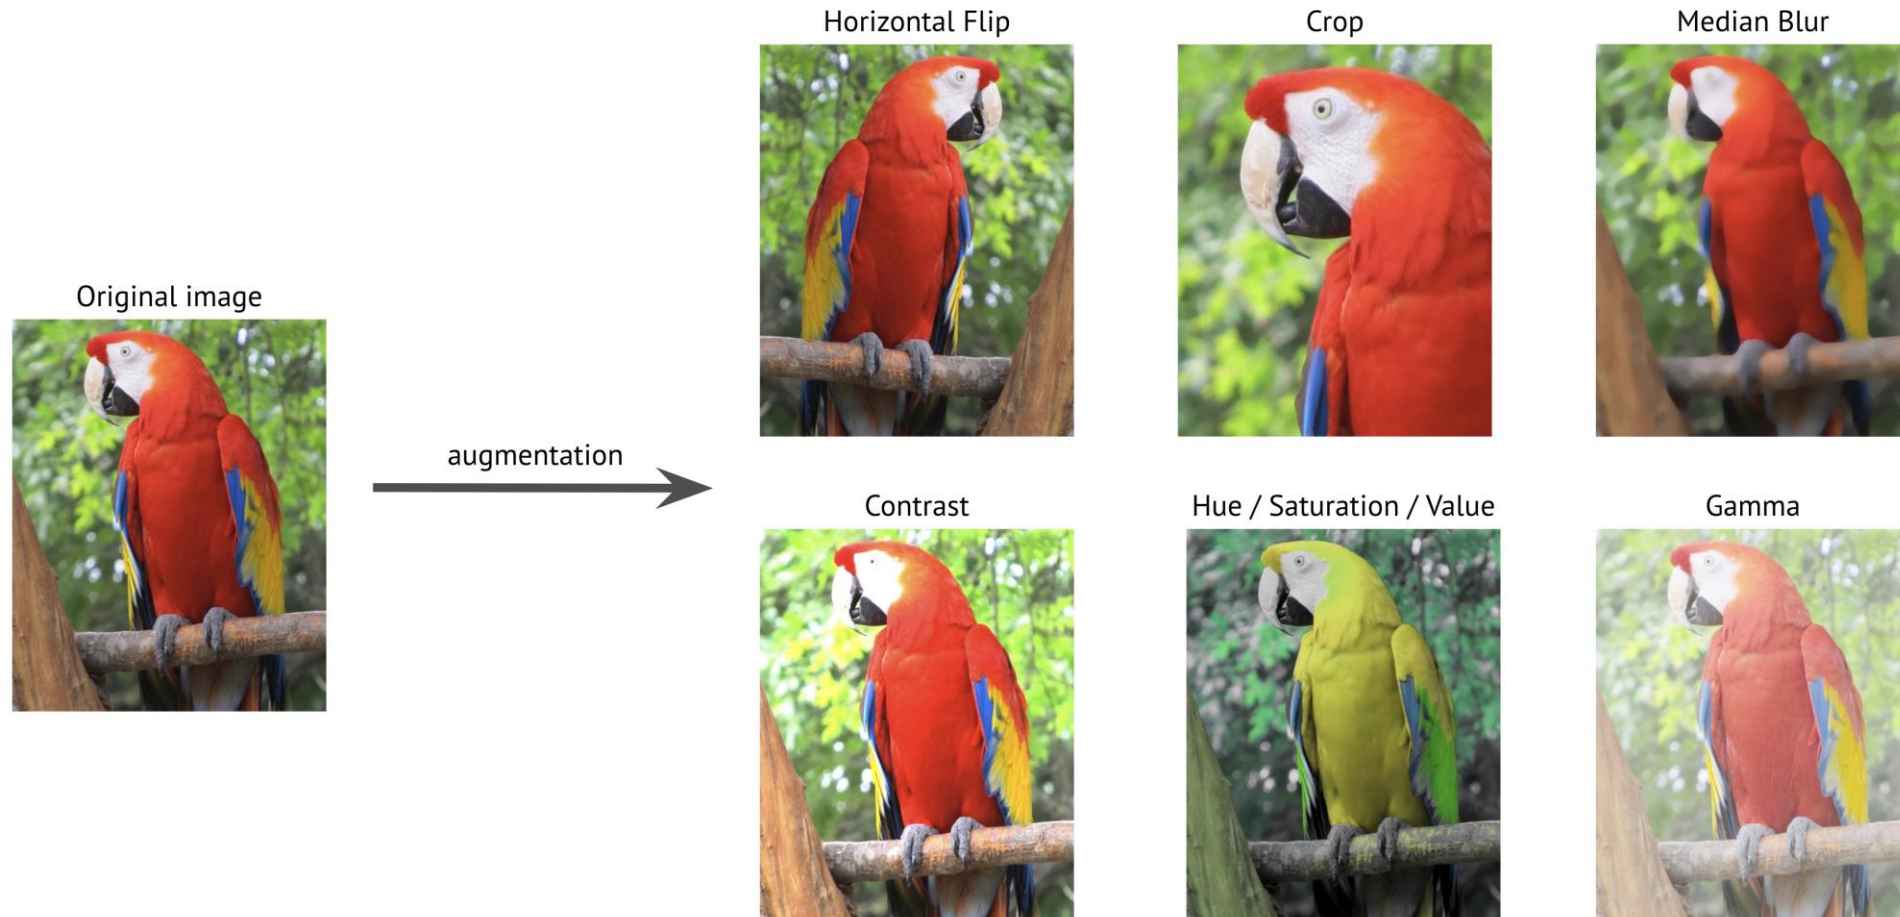 Original image
augmentation
Horizontal Flip
Crop
Median Blur
Contrast
Hue / Saturation / Value
Gamma